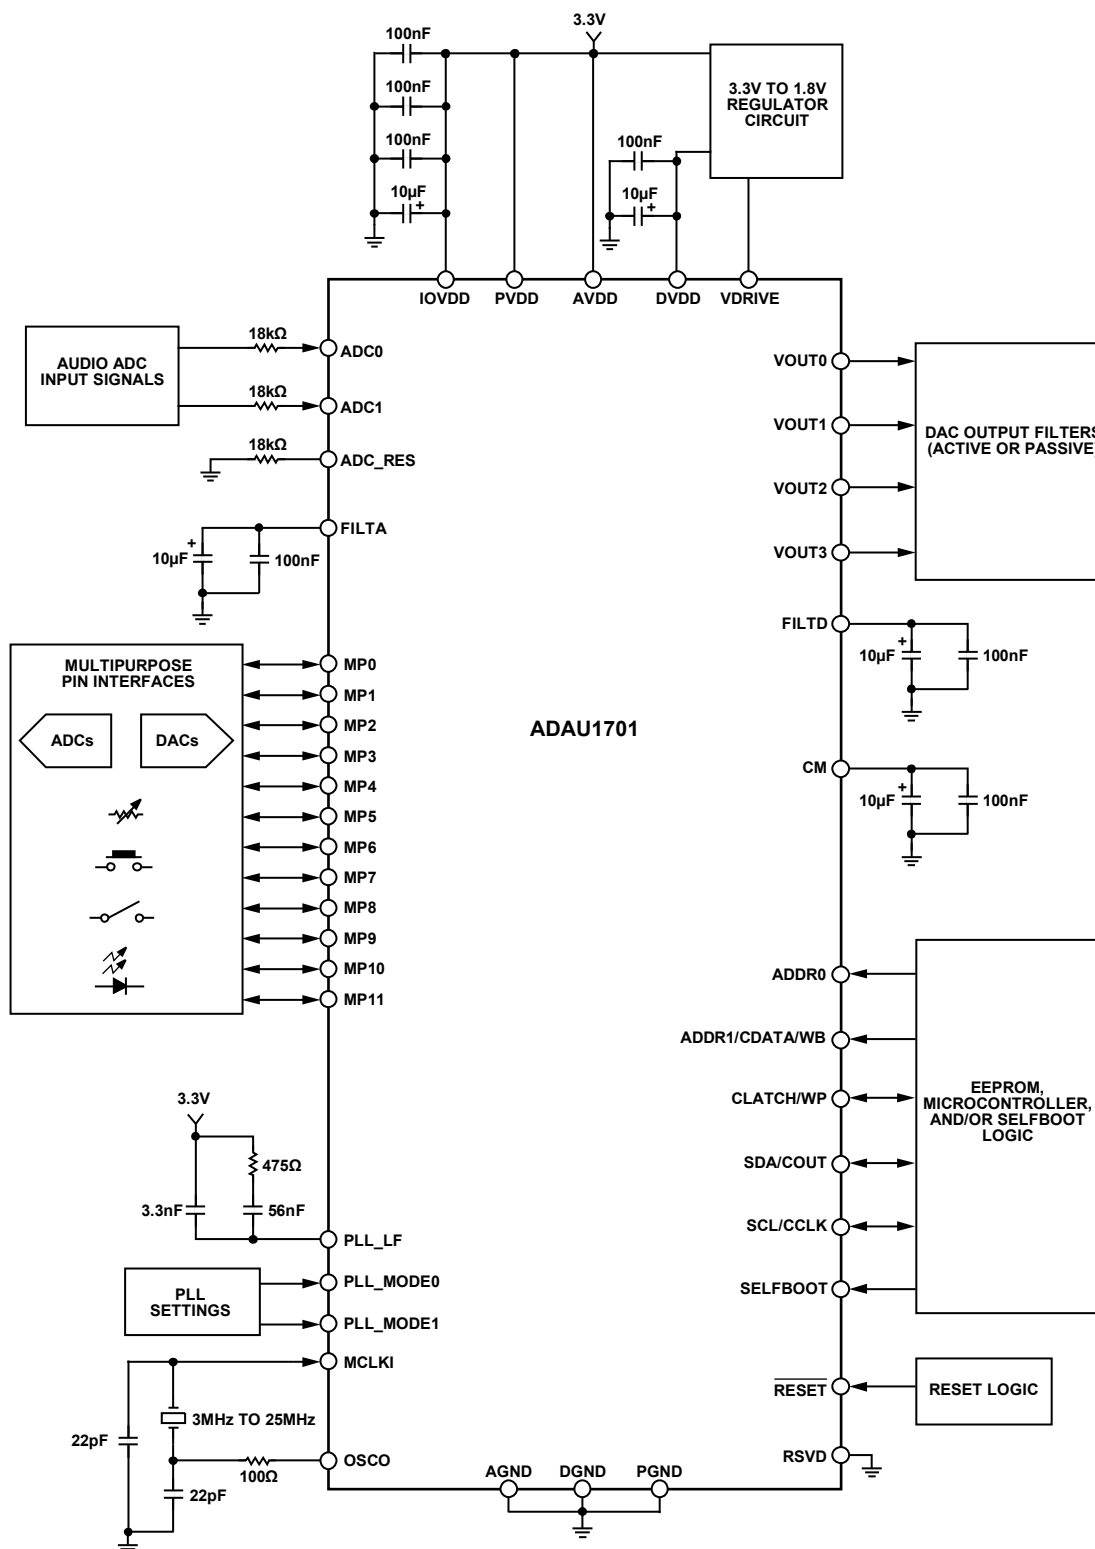 3.3V
100nF
100nF
100nF
10µF
+
3.3V TO 1.8V
REGULATOR
CIRCUIT
100nF
10µF
+
IOVDD
PVDD
AVDD
DVDD
VDRIVE
AUDIO ADC
INPUT SIGNALS
18kΩ
ADC0
18kΩ
ADC1
18kΩ
ADC_RES
FILTA
+
10µF
100nF
MULTIPURPOSE
PIN INTERFACES
ADCs
DACs
MP0
MP1
MP2
MP3
MP4
MP5
MP6
MP7
MP8
MP9
MP10
MP11
ADAU1701
VOUT0
VOUT1
VOUT2
VOUT3
DAC OUTPUT FILTERS
(ACTIVE OR PASSIVE)
FILTD
+
10µF
100nF
CM
+
10µF
100nF
ADDR0
ADDR1/CDATA/WB
CLATCH/WP
SDA/COUT
SCL/CCLK
SELFBOOT
EEPROM,
MICROCONTROLLER,
AND/OR SELFBOOT
LOGIC
3.3V
475Ω
3.3nF
56nF
PLL_LF
PLL
SETTINGS
PLL_MODE0
PLL_MODE1
MCLKI
3MHz TO 25MHz
22pF
100Ω
OSCO
22pF
RESET
RESET LOGIC
RSVD
AGND
DGND
PGND